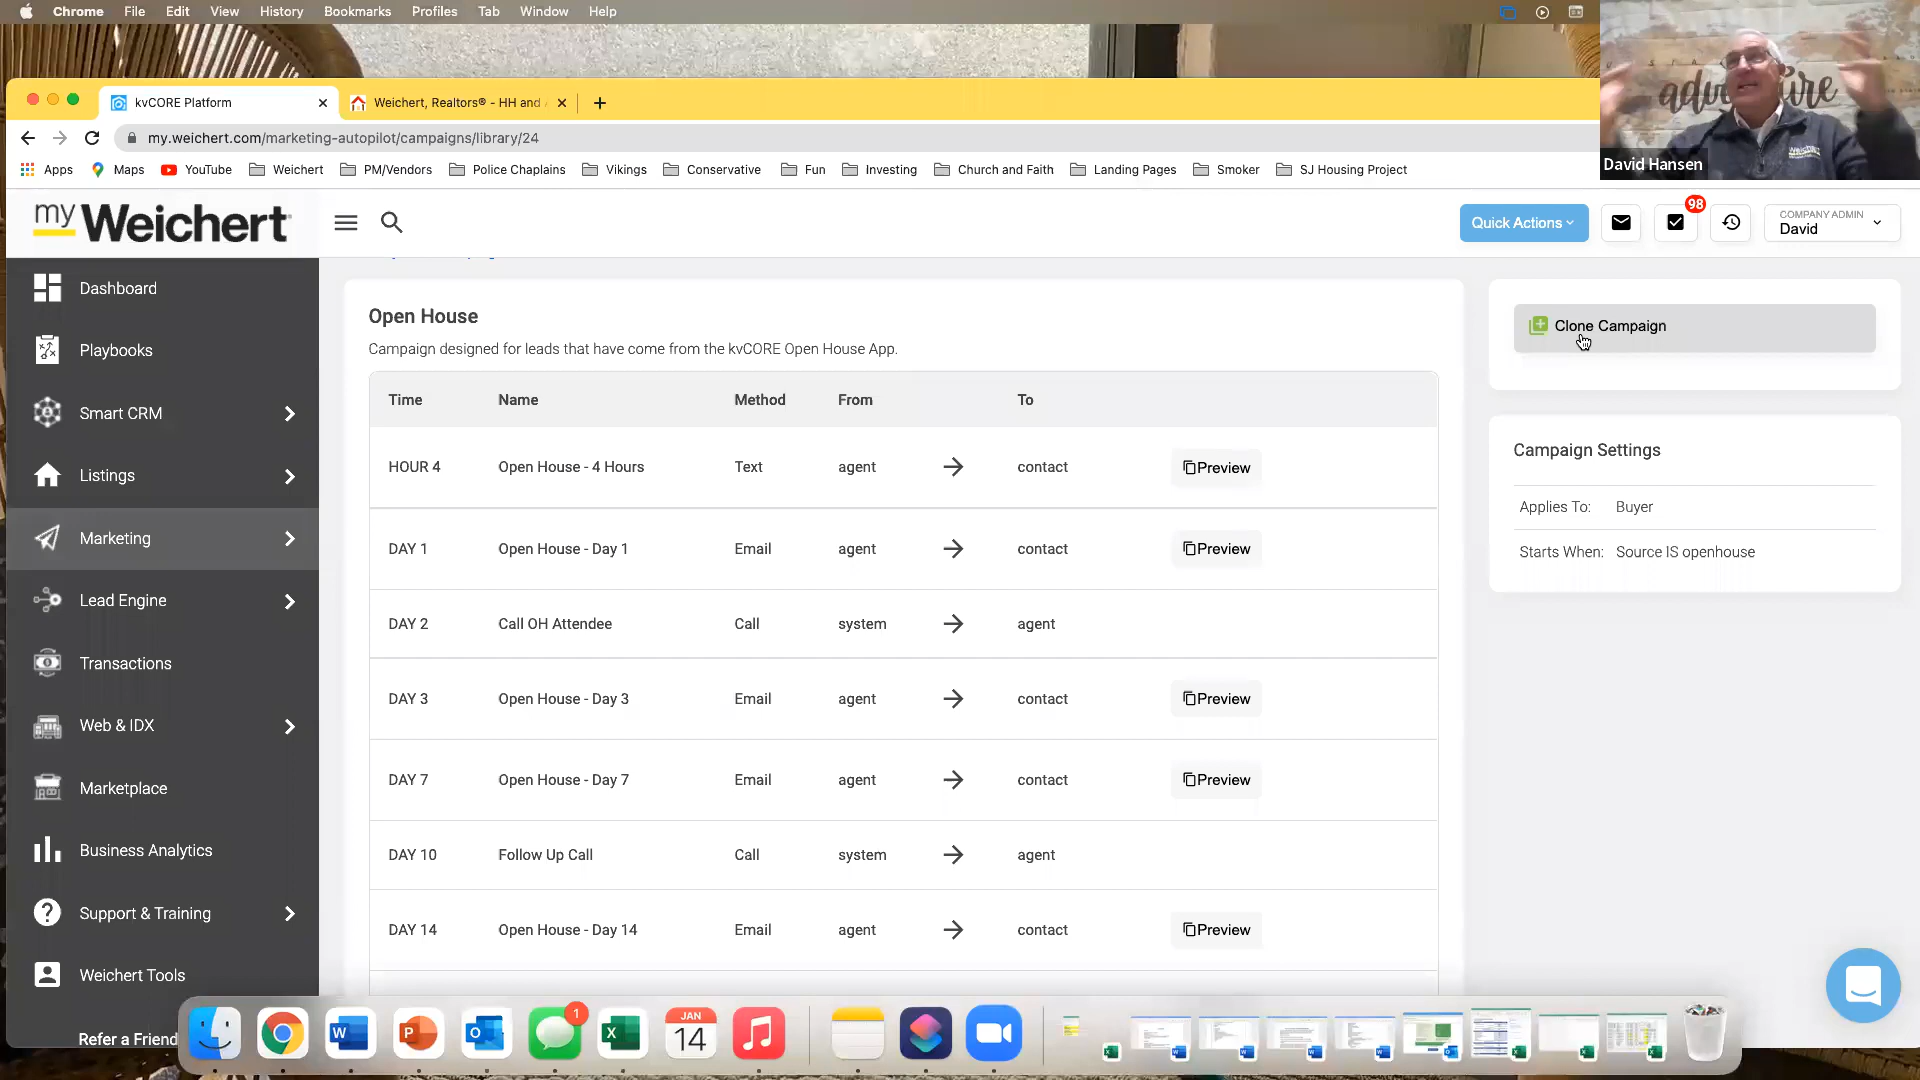 Chrome File Edit View History Bookmarks Profiles Tab Window Help
kvCORE Platform
Weichert, Realtors® - HH and
my.weichert.com/marketing-autopilot/campaigns/library/24
Apps Maps YouTube Weichert PM/Vendors Police Chaplains Vikings Conservative Fun Investing Church and Faith Landing Pages Smoker SJ Housing Project
adventure
Weichert
David Hansen
my Weichert
Quick Actions
98
COMPANY ADMIN
David
Dashboard
Playbooks
Smart CRM
Listings
Marketing
Lead Engine
Transactions
Web & IDX
Marketplace
Business Analytics
Support & Training
Weichert Tools
Refer a Friend
Open House
Campaign designed for leads that have come from the kvCORE Open House App.
Time Name Method From To
HOUR 4 Open House - 4 Hours Text agent contact Preview
DAY 1 Open House - Day 1 Email agent contact Preview
DAY 2 Call OH Attendee Call system agent
DAY 3 Open House - Day 3 Email agent contact Preview
DAY 7 Open House - Day 7 Email agent contact Preview
DAY 10 Follow Up Call Call system agent
DAY 14 Open House - Day 14 Email agent contact Preview
Clone Campaign
Campaign Settings
Applies To: Buyer
Starts When: Source IS openhouse
1
JAN
14